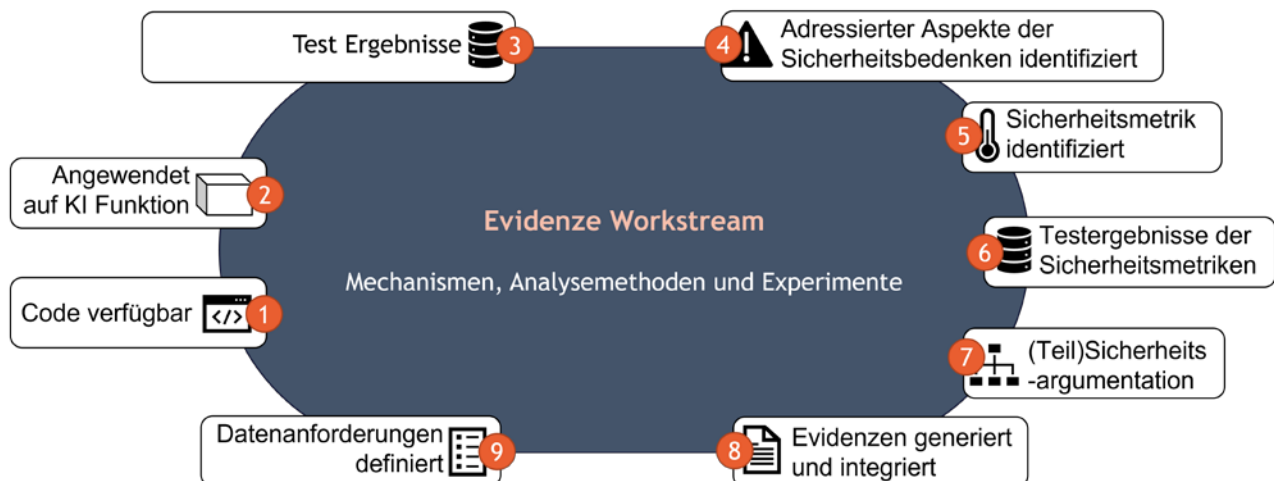 Test Ergebnisse
3
4
Adressierter Aspekte der
Sicherheitsbedenken identifiziert
5
Sicherheitsmetrik
identifiziert
Angewendet
auf KI Funktion
2
Evidenze Workstream
6
Testergebnisse der
Sicherheitsmetriken
Mechanismen, Analysemethoden und Experimente
Code verfügbar
</>
1
7
(Teil)Sicherheits
-argumentation
Datenanforderungen
definiert
9
8
Evidenzen generiert
und integriert